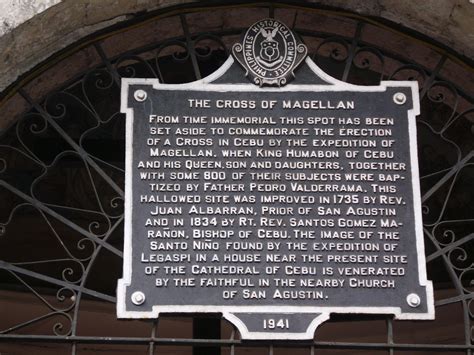 PHILIPPINES HISTORICAL COMMITTEE
THE CROSS OF MAGELLAN
FROM TIME IMMEMORIAL THIS SPOT HAS BEEN
SET ASIDE TO COMMEMORATE THE ERECTION
OF A CROSS IN CEBU BY THE EXPEDITION OF
MAGELLAN. WHEN KING HUMABON OF CEBU
AND HIS QUEEN, SON AND DAUGHTERS, TOGETHER
WITH SOME 800 OF THEIR SUBJECTS WERE BAP-
TIZED BY FATHER PEDRO VALDERRAMA. THIS
HALLOWED SITE WAS IMPROVED IN 1735 BY REV.
JUAN ALBARRAN, PRIOR OF SAN AGUSTIN
AND IN 1834 BY RT. REV. SANTOS GOMEZ MA-
RAÑON, BISHOP OF CEBU. THE IMAGE OF THE
SANTO NIÑO FOUND BY THE EXPEDITION OF
LEGASPI IN A HOUSE NEAR THE PRESENT SITE
OF THE CATHEDRAL OF CEBU IS VENERATED
BY THE FAITHFUL IN THE NEARBY CHURCH
OF SAN AGUSTIN.
1941